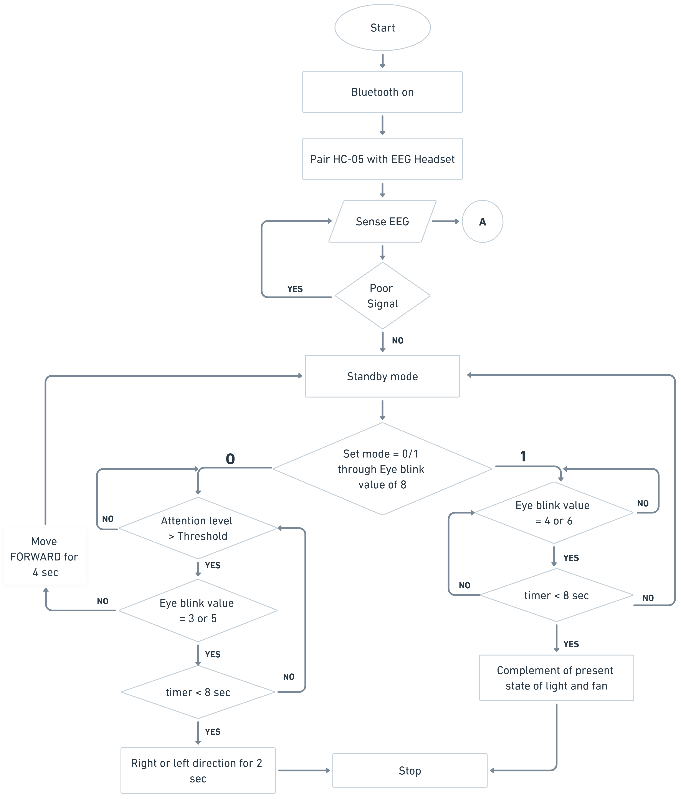 Start
Bluetooth on
Pair HC-05 with EEG Headset
Sense EEG
A
YES
Poor
Signal
NO
Standby mode
0
Set mode = 0/1
through Eye blink
value of 8
1
NO
Attention level
> Threshold
Eye blink value
= 4 or 6
NO
Move
FORWARD for
4 sec
YES
YES
NO
Eye blink value
= 3 or 5
NO
timer < 8 sec
NO
YES
YES
timer < 8 sec
NO
Complement of present
state of light and fan
YES
Right or left direction for 2
sec
Stop